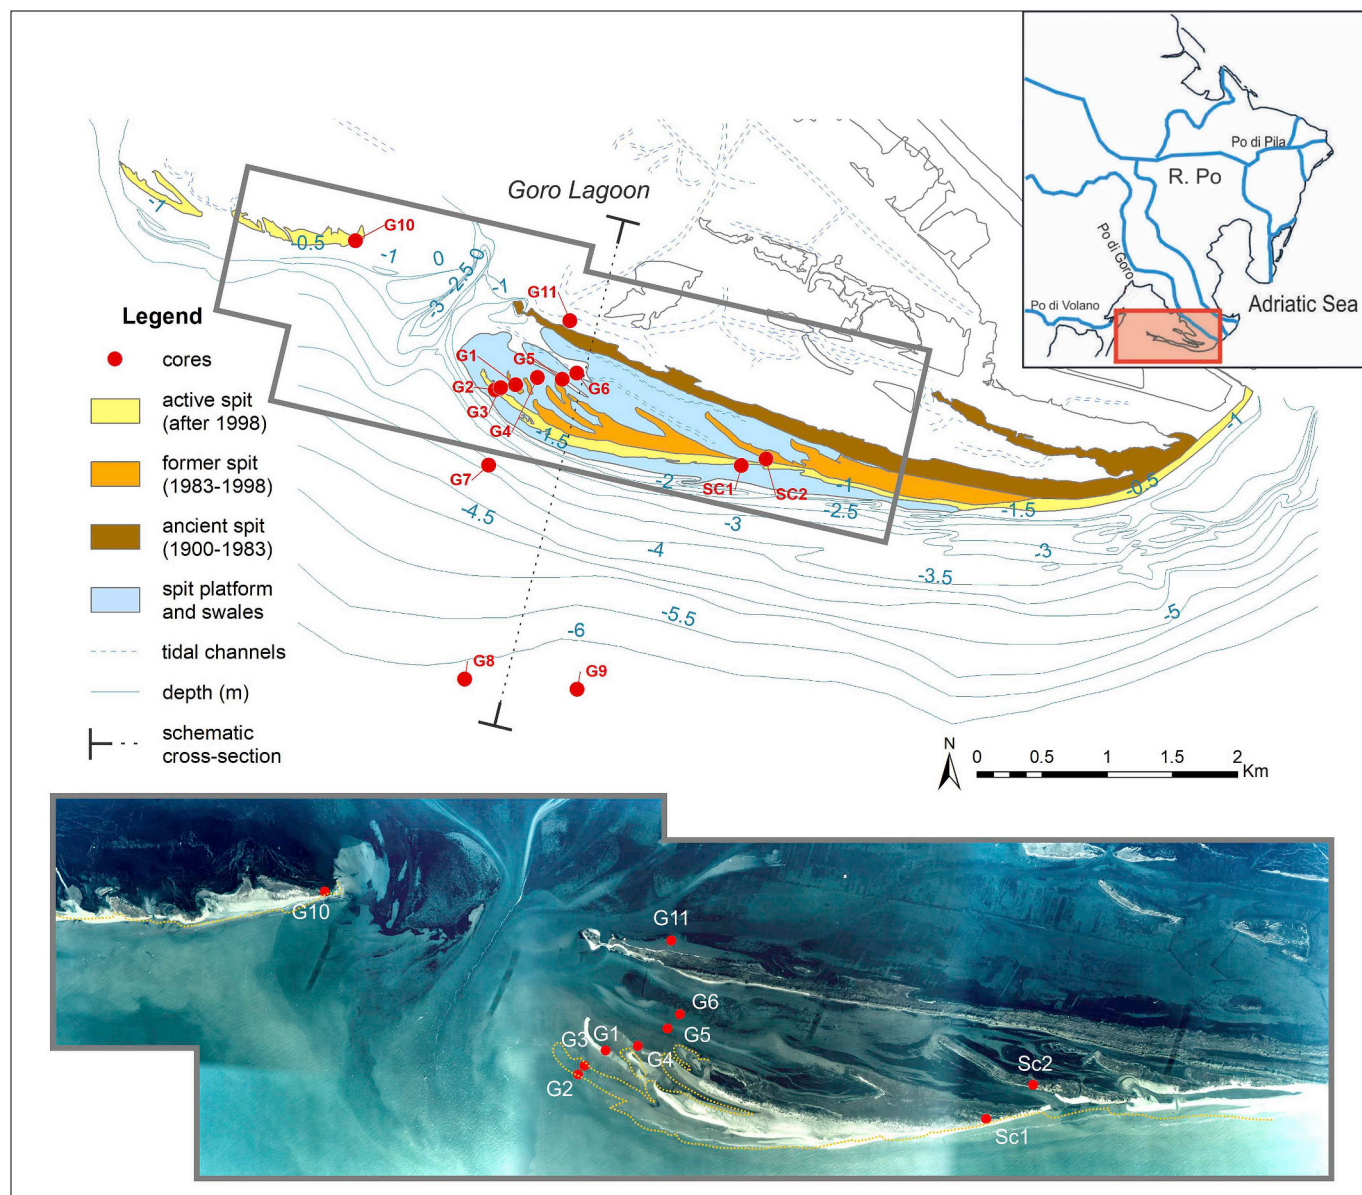 Po di Pila
R. Po
Po di Goro
Adriatic Sea
Po di Volano
Goro Lagoon
-1
-0.5
G10
-1
0
0
-2.5
-3
-1
G11
G1
G5
G2
G6
G3
G4
-1.5
G7
SC1
SC2
-2
-1
-2.5
-0.5
-1
-1.5
-4.5
-3
-4
-3
-3.5
-5.5
-5
-6
G8
G9
Legend
cores
active spit
(after 1998)
former spit
(1983-1998)
ancient spit
(1900-1983)
spit platform
and swales
tidal channels
depth (m)
schematic
cross-section
N
0 0.5 1 1.5 2
Km
G10
G11
G6
G5
G3
G1
G4
G2
Sc2
Sc1